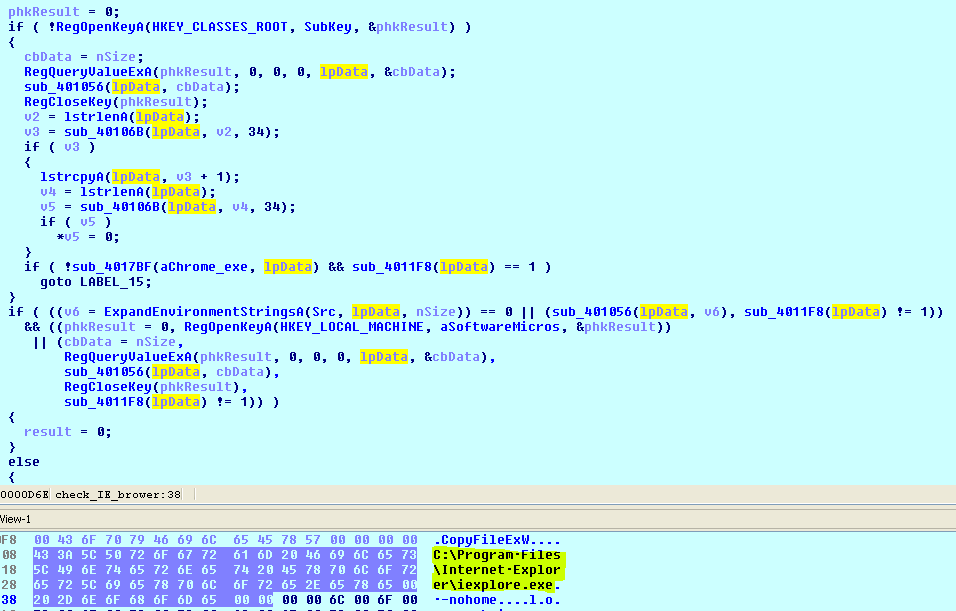 phkResult = 0;
if ( !RegOpenKeyA(HKEY_CLASSES_ROOT, SubKey, &phkResult) )
{
cbData = nSize;
RegQueryValueExA(phkResult, 0, 0, 0, lpData, &cbData);
sub_401056(lpData, cbData);
RegCloseKey(phkResult);
v2 = lstrlenA(lpData);
v3 = sub_40106B(lpData, v2, 34);
if ( v3 )
{
lstrcpyA(lpData, v3 + 1);
v4 = lstrlenA(lpData);
v5 = sub_40106B(lpData, v4, 34);
if ( v5 )
*v5 = 0;
}
if ( !sub_4017BF(aChrome_exe, lpData) && sub_4011F8(lpData) == 1 )
goto LABEL_15;
}
if ( ((v6 = ExpandEnvironmentStringsA(Src, lpData, nSize)) == 0 || (sub_401056(lpData, v6), sub_4011F8(lpData) != 1))
&& ((phkResult = 0, RegOpenKeyA(HKEY_LOCAL_MACHINE, aSoftwareMicros, &phkResult))
|| (cbData = nSize,
RegQueryValueExA(phkResult, 0, 0, 0, lpData, &cbData),
sub_401056(lpData, cbData),
RegCloseKey(phkResult),
sub_4011F8(lpData) != 1)) )
{
result = 0;
}
else
{
0000D6E check_IE_brower:38
View-1
F8 00 43 6F 70 79 46 69 6C 65 45 78 57 00 00 00 00 .CopyFileExW....
08 43 3A 5C 50 72 6F 67 72 61 6D 20 46 69 6C 65 73 C:\Program·Files
18 5C 49 6E 74 65 72 6E 65 74 20 45 78 70 6C 6F 72 \Internet·Explor
28 65 72 5C 69 65 78 70 6C 6F 72 65 2E 65 78 65 00 er\iexplore.exe.
38 20 2D 6E 6F 68 6F 6D 65 00 00 00 00 6C 00 6F 00 ·-nohome....l.o.